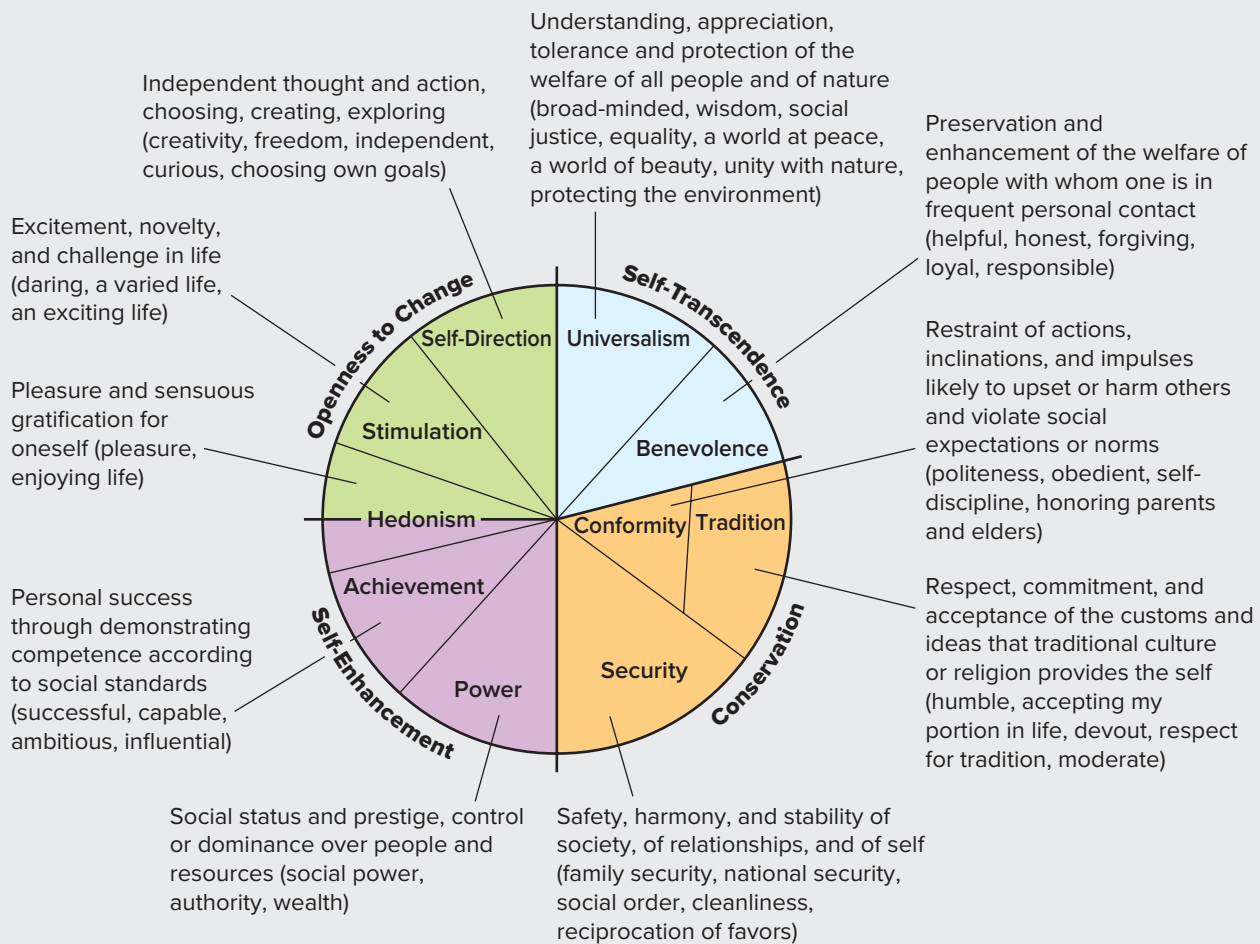 Understanding, appreciation,
tolerance and protection of the
welfare of all people and of nature
(broad-minded, wisdom, social
justice, equality, a world at peace,
a world of beauty, unity with nature,
protecting the environment)
Independent thought and action,
choosing, creating, exploring
(creativity, freedom, independent,
curious, choosing own goals)
Preservation and
enhancement of the welfare of
people with whom one is in
frequent personal contact
(helpful, honest, forgiving,
loyal, responsible)
Excitement, novelty,
and challenge in life
(daring, a varied life,
an exciting life)
Openness to Change
Self-Transcendence
Self-Direction
Universalism
Restraint of actions,
inclinations, and impulses
likely to upset or harm others
and violate social
expectations or norms
(politeness, obedient, self-
discipline, honoring parents
and elders)
Pleasure and sensuous
gratification for
oneself (pleasure,
enjoying life)
Stimulation
Benevolence
Hedonism
Conformity
Tradition
Achievement
Personal success
through demonstrating
competence according
to social standards
(successful, capable,
ambitious, influential)
Respect, commitment, and
acceptance of the customs and
ideas that traditional culture
or religion provides the self
(humble, accepting my
portion in life, devout, respect
for tradition, moderate)
Self-Enhancement
Power
Security
Conservation
Social status and prestige, control
or dominance over people and
resources (social power,
authority, wealth)
Safety, harmony, and stability of
society, of relationships, and of self
(family security, national security,
social order, cleanliness,
reciprocation of favors)